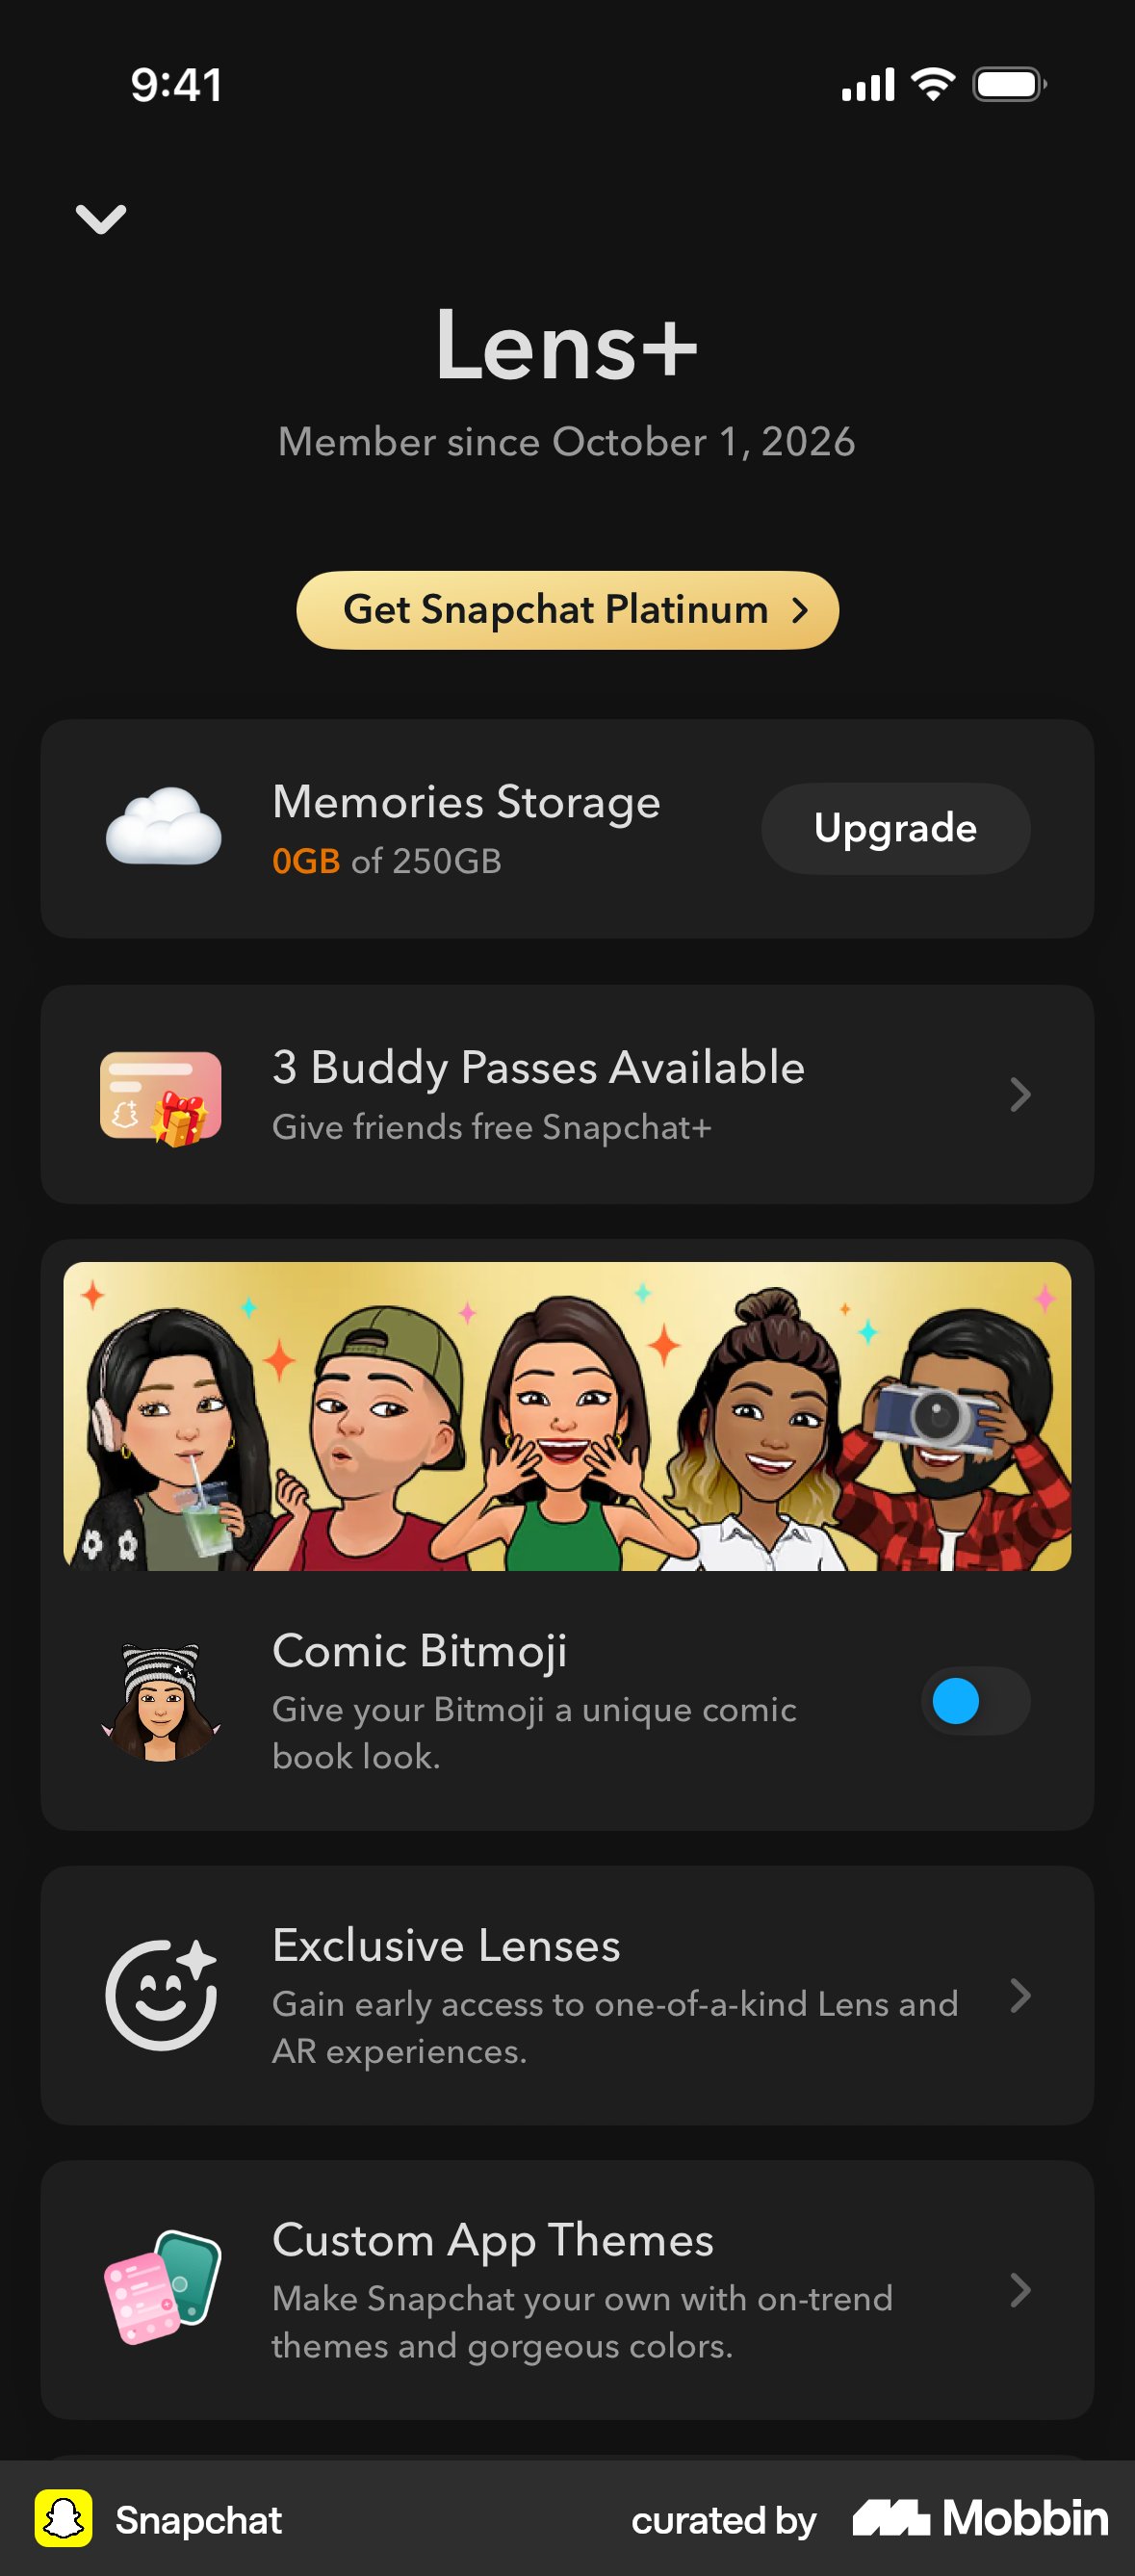 9:41
Lens+
Member since October 1, 2026
Get Snapchat Platinum
Memories Storage
0GB of 250GB
Upgrade
3 Buddy Passes Available
Give friends free Snapchat+
Comic Bitmoji
Give your Bitmoji a unique comic
book look.
Exclusive Lenses
Gain early access to one-of-a-kind Lens and
AR experiences.
Custom App Themes
Make Snapchat your own with on-trend
themes and gorgeous colors.
Snapchat
curated by Mobbin